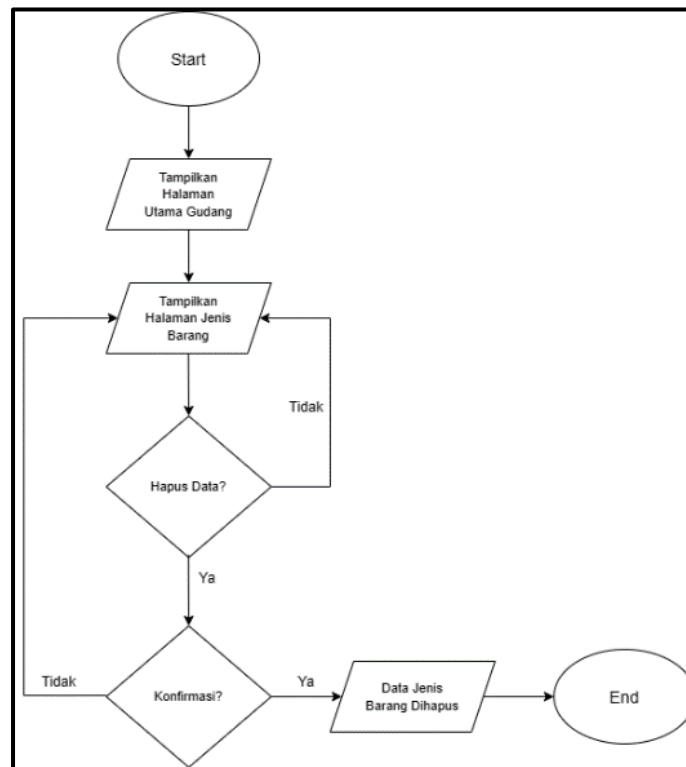 Start
Tampilkan
Halaman
Utama Gudang
Tampilkan
Halaman Jenis
Barang
Tidak
Hapus Data?
Ya
Tidak
Konfirmasi?
Ya
Data Jenis
Barang Dihapus
End